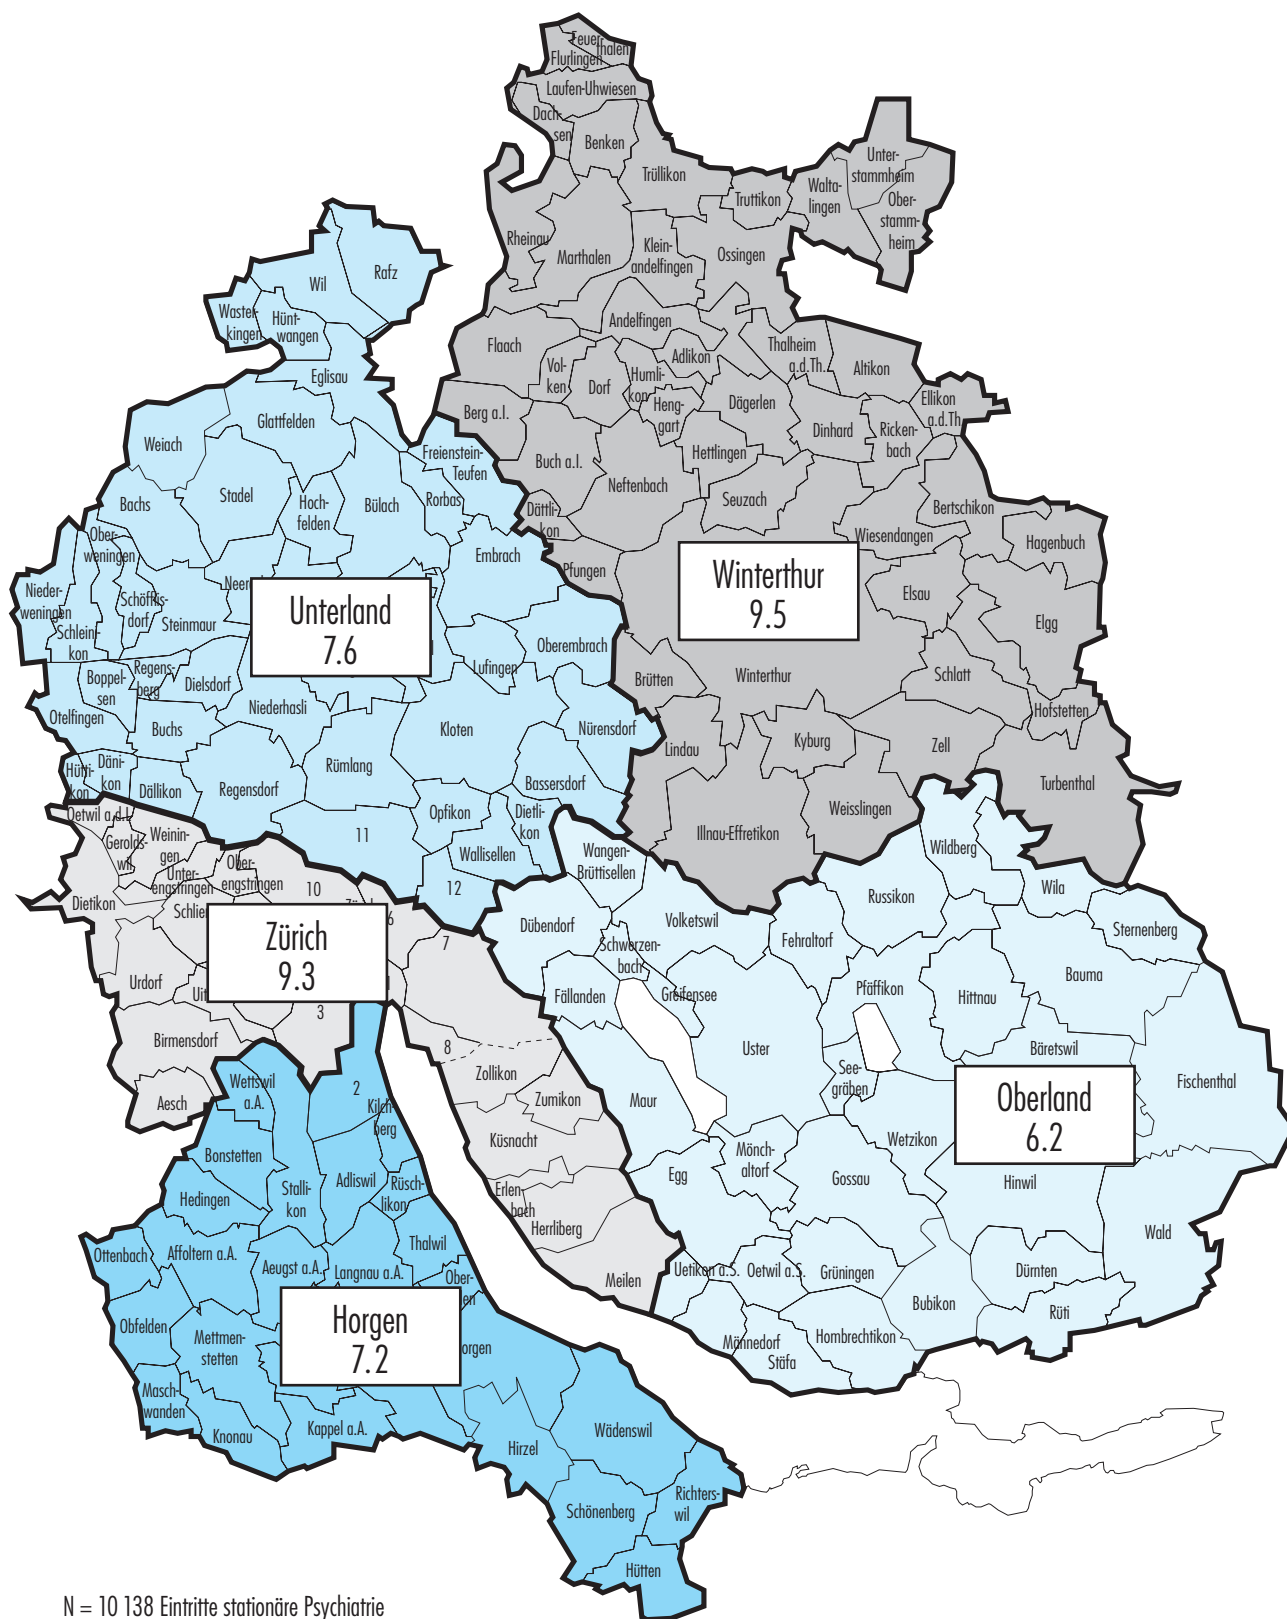 Feuer-
thalen
Flurlingen
Laufen-Uhwiesen
Dach-
sen
Benken
Trüllikon
Truttikon
Walta-
lingen
Unter-
stammheim
Ober-
stamm-
heim
Rheinau
Marthalen
Klein-
andelfingen
Ossingen
Rafz
Wil
Waster-
kingen
Hünt-
wangen
Eglisau
Andelfingen
Flaach
Vol-
ken
Dorf
Humli-
kon
Adlikon
Thalheim
a.d.Th.
Altikon
Ellikon
a.d.Th.
Heng-
gart
Dägerlen
Berg a.I.
Buch a.I.
Hettlingen
Dinhard
Ricken-
bach
Neftenbach
Seuzach
Dättli-
kon
Pfungen
Wiesendangen
Bertschikon
Hagenbuch
Elsau
Elgg
Winterthur
9.5
Winterthur
Schlatt
Brütten
Hofstetten
Lindau
Kyburg
Zell
Turbenthal
Weisslingen
Illnau-Effretikon
Glattfelden
Weiach
Freienstein-
Teufen
Stadel
Bachs
Hoch-
felden
Bülach
Rorbas
Embrach
Ober-
weningen
Nieder-
weningen
Schöfflis-
dorf
Schlein-
kon
Steinmaur
Unterland
7.6
Oberembrach
Lufingen
Regens-
berg
Boppel-
sen
Dielsdorf
Otelfingen
Niederhasli
Buchs
Kloten
Nürensdorf
Hütti-
kon
Däni-
kon
Dällikon
Regensdorf
Rümlang
Bassersdorf
Opfikon
Dietli-
kon
11
Wallisellen
12
Oetwil a.d.L.
Gerolds-
wil
Weinin-
gen
Unter-
engstringen
Ober-
engstringen
10
Dietikon
6
7
Zürich
9.3
Urdorf
3
8
Birmensdorf
Aesch
Zollikon
Zumikon
Küsnacht
Erlen-
bach
Herrliberg
Meilen
Wangen-
Brüttisellen
Dübendorf
Volketswil
Schwerzen-
bach
Greifensee
Fällanden
Fehraltorf
Russikon
Wildberg
Wila
Sternenberg
Bauma
Pfäffikon
Hittnau
Uster
See-
gräben
Bäretswil
Fischenthal
Oberland
6.2
Maur
Egg
Mönch-
altorf
Gossau
Wetzikon
Hinwil
Wald
Uetikon a.S.
Oetwil a.S.
Grüningen
Dürnten
Bubikon
Rüti
Männedorf
Stäfa
Hombrechtikon
Wettswil
a.A.
2
Kilch-
berg
Bonstetten
Stalli-
kon
Adliswil
Rüsch-
likon
Hedingen
Thalwil
Ottenbach
Affoltern a.A.
Aeugst a.A.
Langnau a.A.
Horgen
7.2
Obfelden
Mettmen-
stetten
Masch-
wanden
Knonau
Kappel a.A.
Hirzel
Wädenswil
Schönenberg
Richters-
wil
Hütten
N = 10 138 Eintritte stationäre Psychiatrie